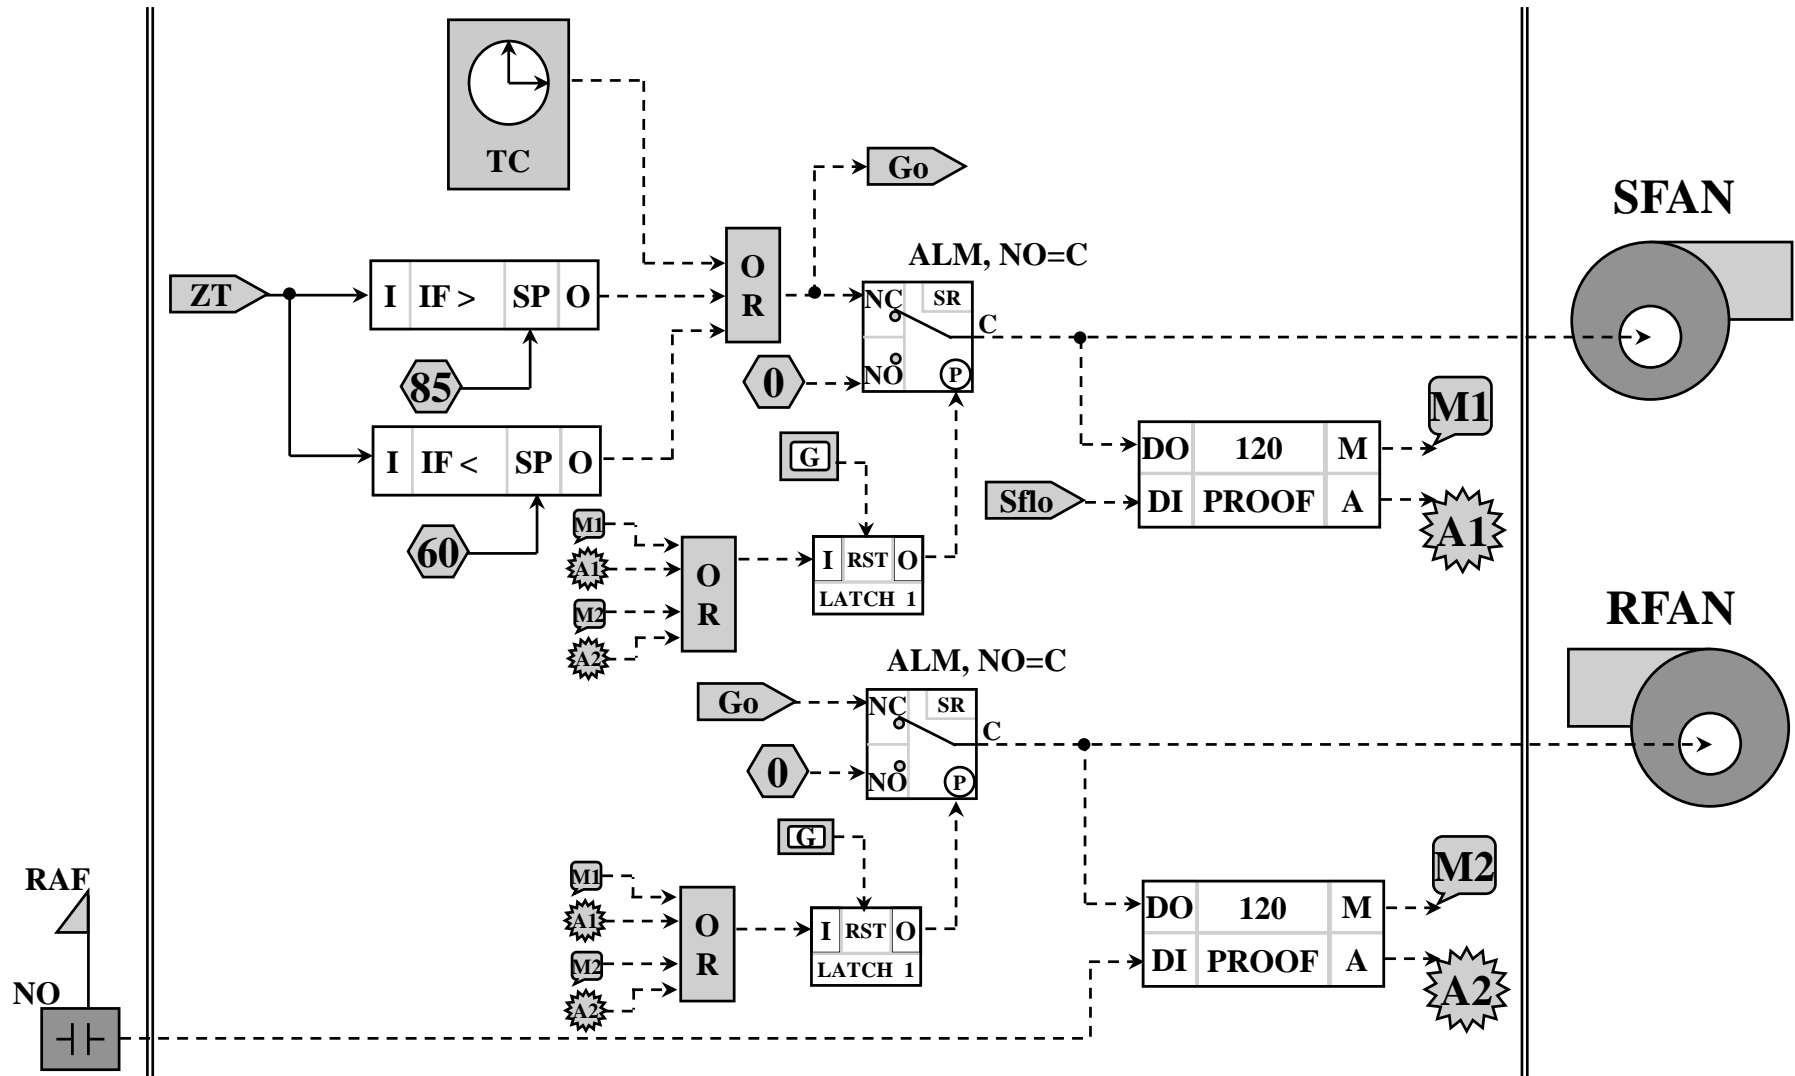 TC
Go
SFAN
O
R
ALM, NO=C
ZT
I IF > SP O
NC SR
C
85
0
NO P
M1
I IF < SP O
G
DO 120 M
Sflo
DI PROOF A
A1
60
M1
A1
M2
A2
O
R
I RST O
LATCH 1
RFAN
ALM, NO=C
Go
NC SR
C
0
NO P
G
RAF
M1
A1
M2
A2
O
R
I RST O
LATCH 1
M2
DO 120 M
DI PROOF A
A2
NO